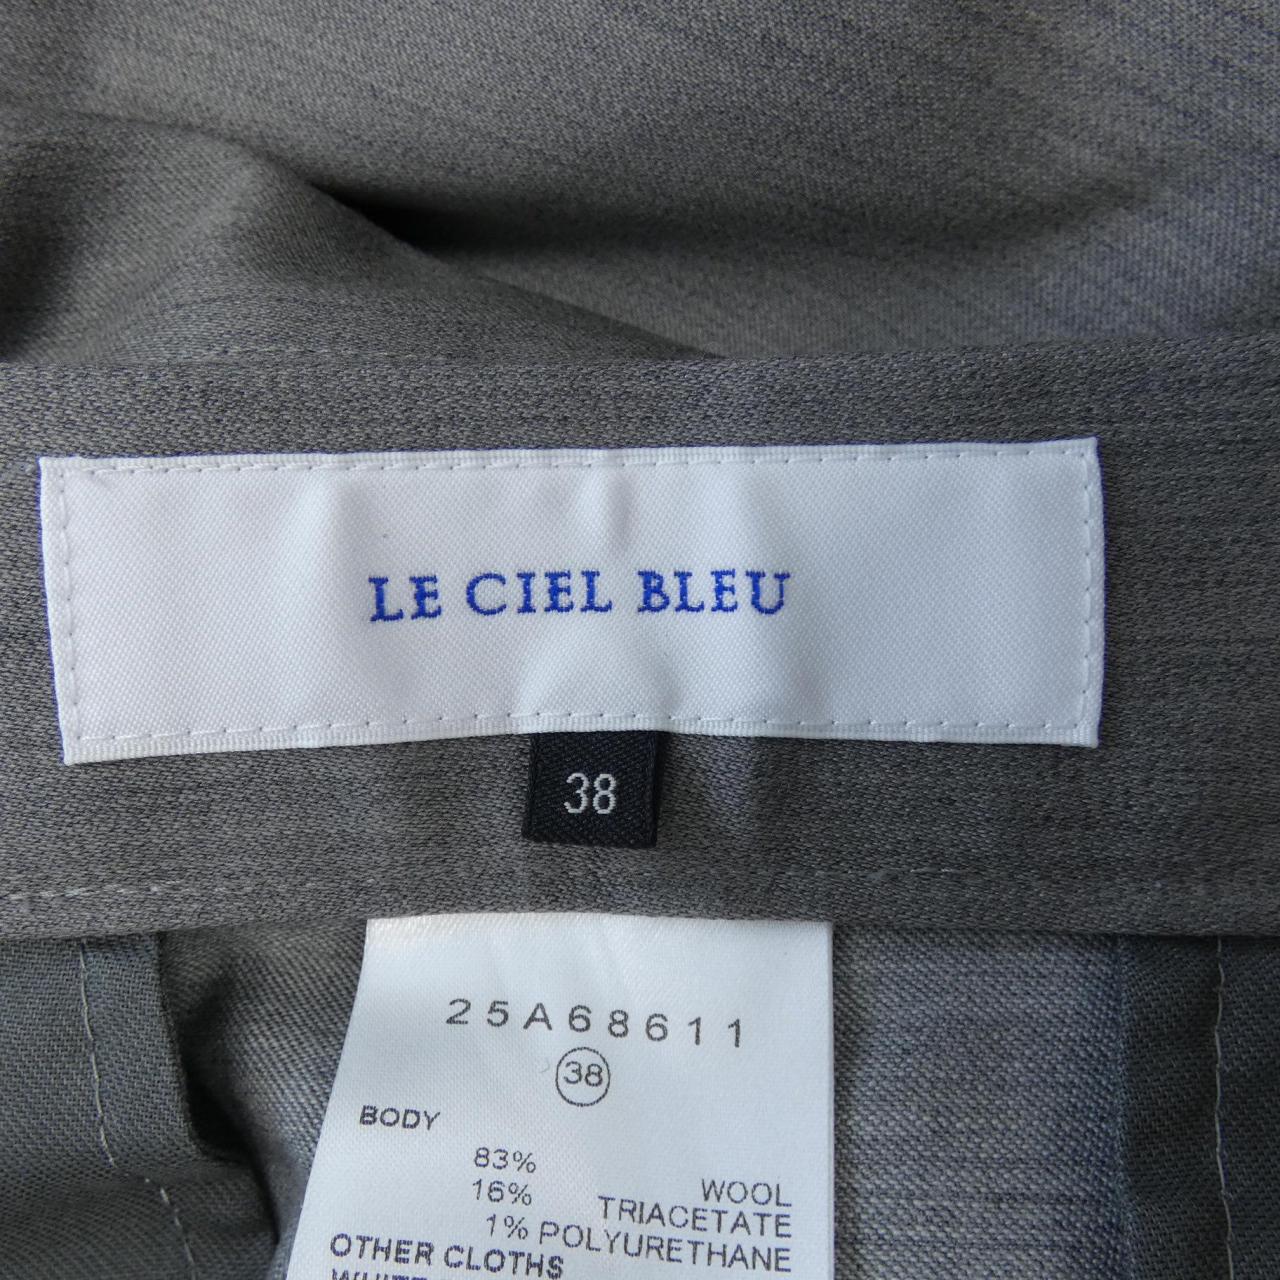 LE CIEL BLEU
38
25A68611
38
BODY
83% WOOL
16% TRIACETATE
1% POLYURETHANE
OTHER CLOTHS